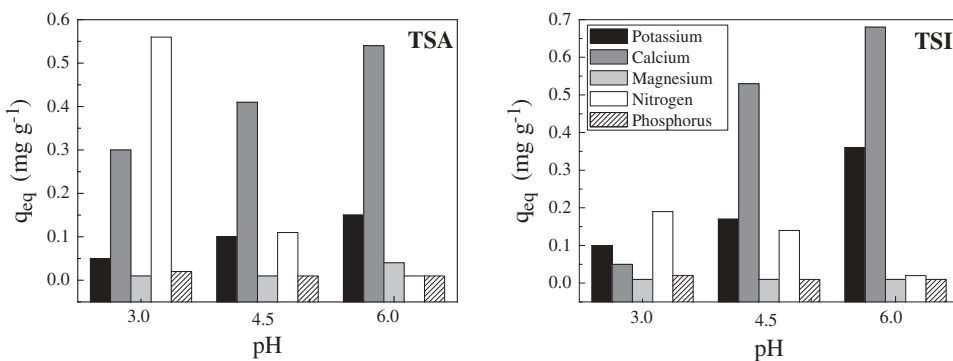 TSA
0.6
0.5
0.4
0.3
0.2
0.1
0.0
q_eq (mg g^-1)
3.0 4.5 6.0
pH
TSI
0.7
0.6
0.5
0.4
0.3
0.2
0.1
0.0
q_eq (mg g^-1)
Potassium
Calcium
Magnesium
Nitrogen
Phosphorus
3.0 4.5 6.0
pH